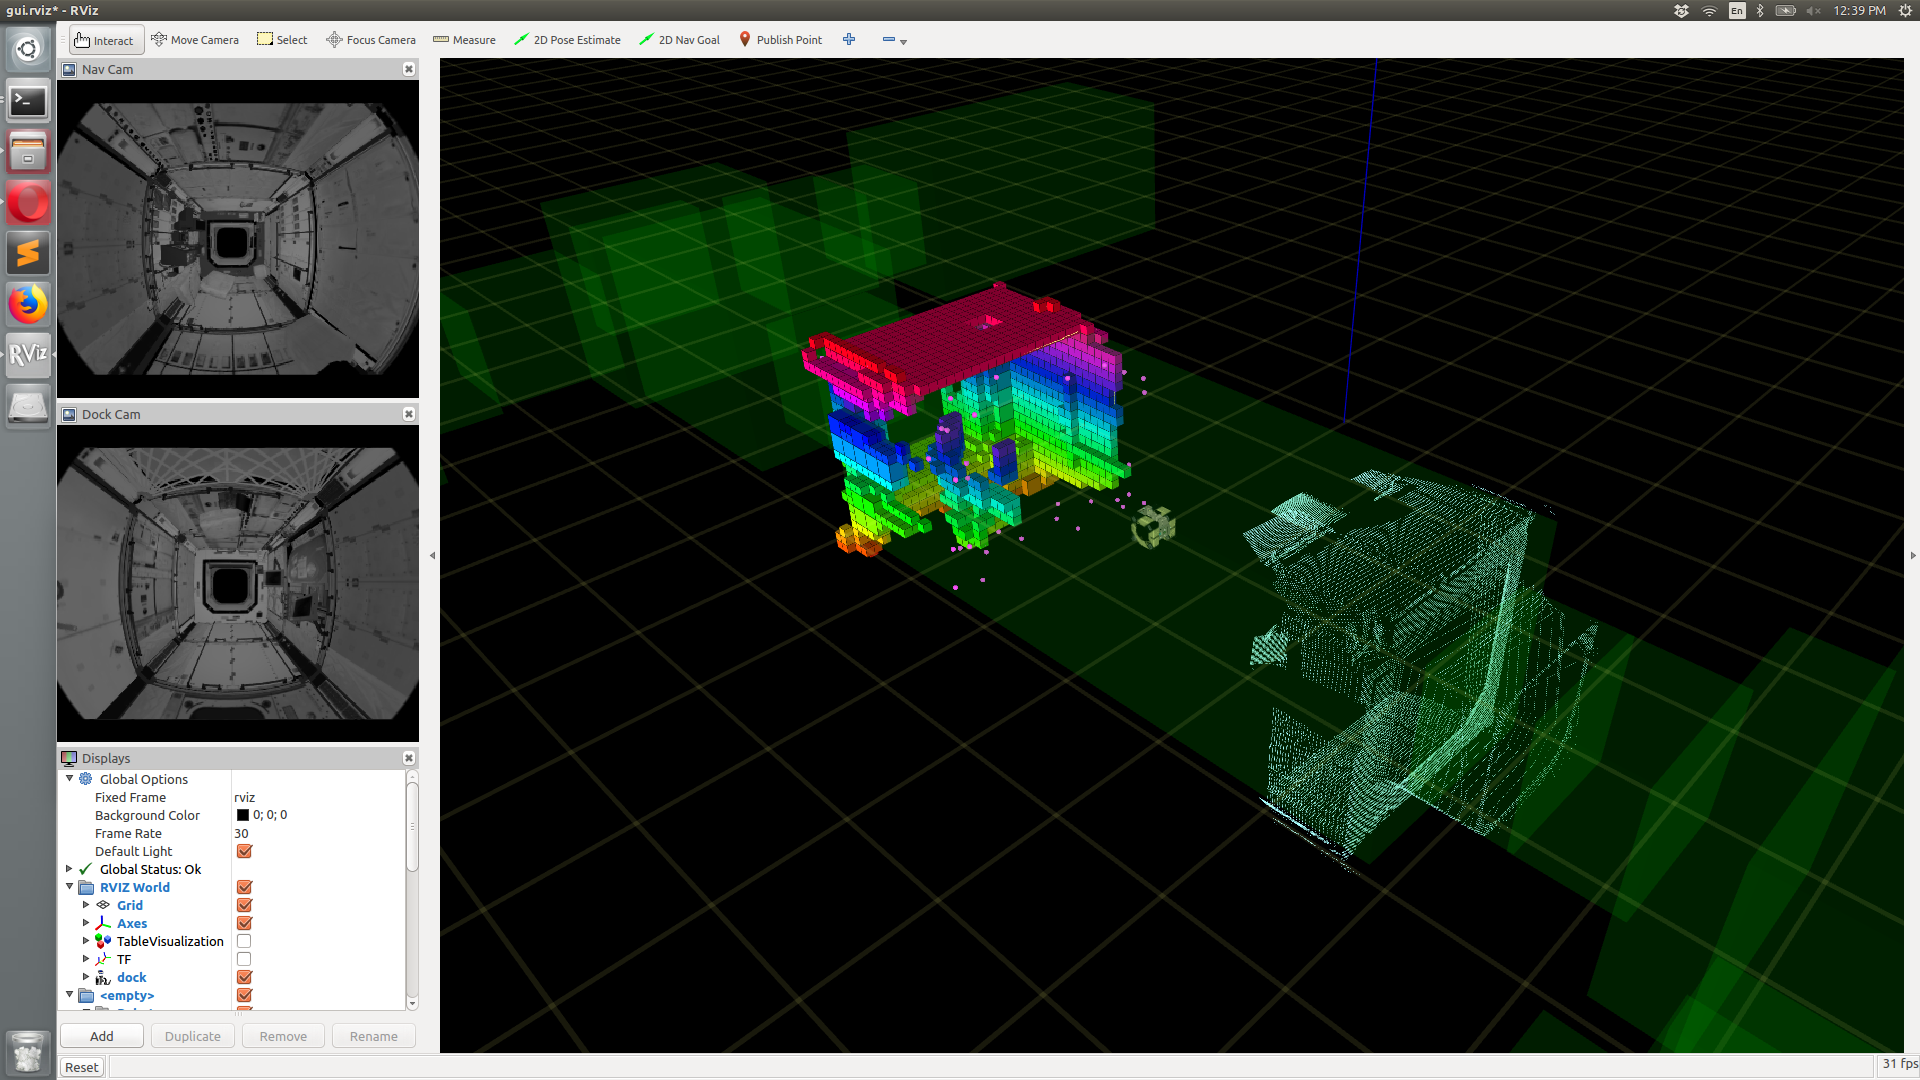 gui.rviz* - RViz
En
12:39 PM
Interact
Move Camera
Select
Focus Camera
Measure
2D Pose Estimate
2D Nav Goal
Publish Point
Nav Cam
RViz
Dock Cam
Displays
Global Options
Fixed Frame rviz
Background Color 0; 0; 0
Frame Rate 30
Default Light
Global Status: Ok
RVIZ World
Grid
Axes
TableVisualization
TF
dock
<empty>
Add
Duplicate
Remove
Rename
Reset
31 fps